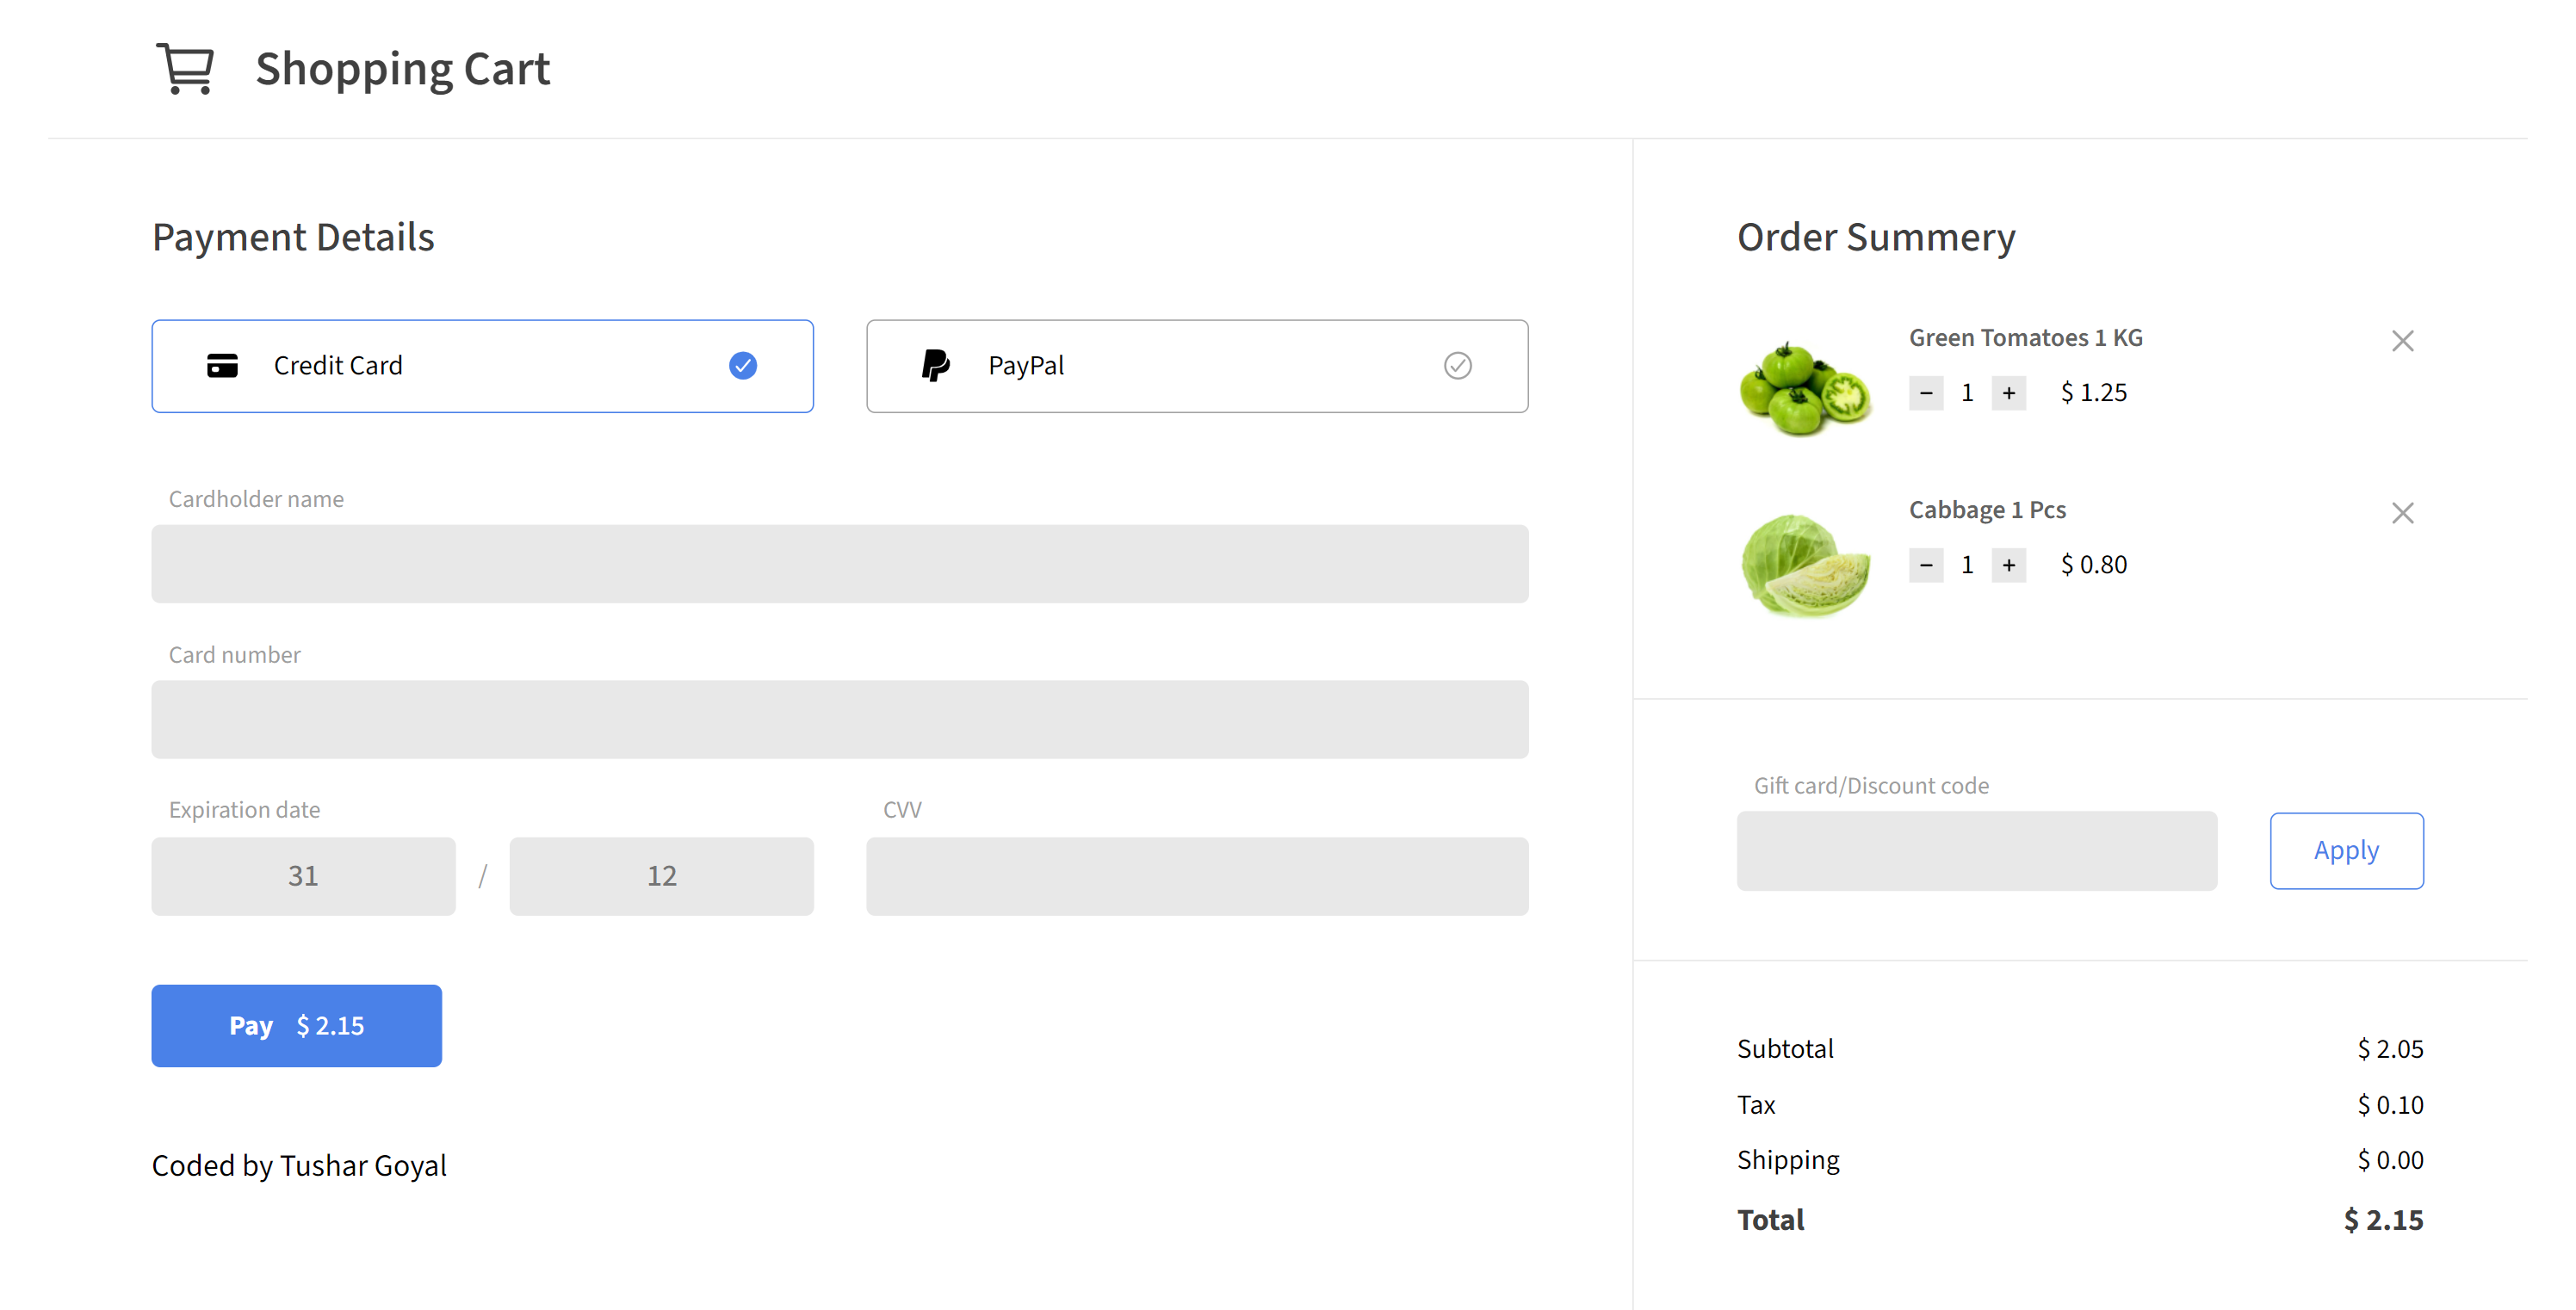 Shopping Cart
Payment Details
Credit Card
PayPal
Cardholder name
Card number
Expiration date
CVV
31 / 12
Pay $ 2.15
Coded by Tushar Goyal
Order Summery
Green Tomatoes 1 KG
− 1 + $ 1.25
Cabbage 1 Pcs
− 1 + $ 0.80
Gift card/Discount code
Apply
Subtotal $ 2.05
Tax $ 0.10
Shipping $ 0.00
Total $ 2.15